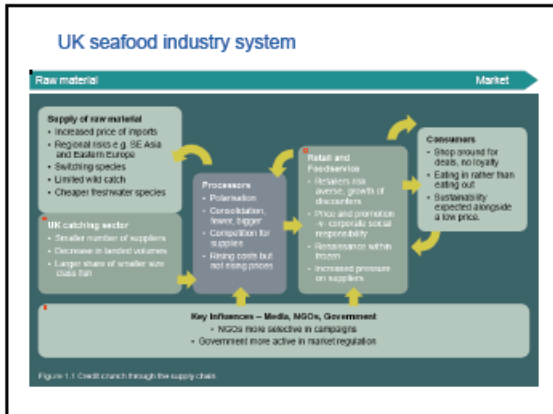 UK seafood industry system
Raw material
Market
Supply of raw material
• Increased price of imports
• Regional risks e.g. SE Asia
and Eastern Europe
• Switching species
• Limited wild catch
• Cheaper freshwater species
UK catching sector
• Smaller number of suppliers
• Decrease in landed volumes
• Larger share of smaller size
class fish
Processors
• Polarisation
• Consolidation,
fewer, bigger
• Competition for
supplies
• Rising costs but
not rising prices
Retail and
Foodservice
• Retailers risk
averse, growth of
discounters
• Price and promotion
-v- corporate social
responsibility
• Renaissance within
frozen
• Increased pressure
on suppliers
Consumers
• Shop around for
deals, no loyalty
• Eating in rather than
eating out
• Sustainability
expected alongside
a low price.
Key Influences – Media, NGOs, Government
• NGOs more selective in campaigns
• Government more active in market regulation
Figure 1.1 Credit crunch through the supply chain